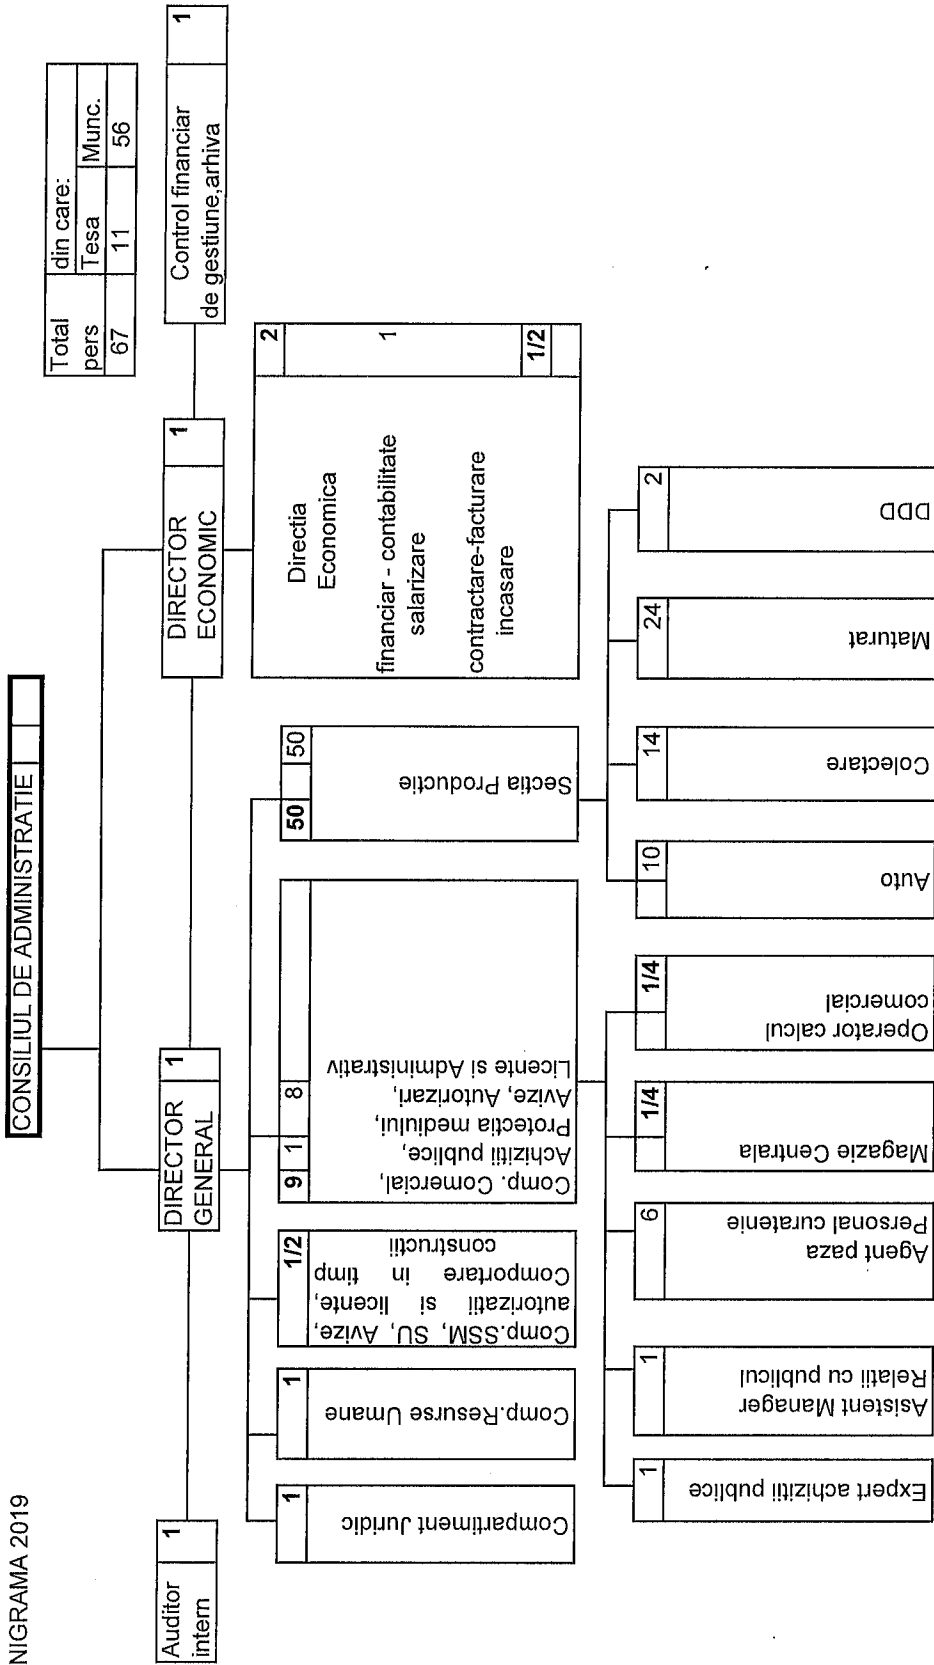 NIGRAMA 2019
CONSILIUL DE ADMINISTRATIE
Total
pers
din care:
Tesa
Munc.
67
11
56
Auditor
intern
1
DIRECTOR
GENERAL
1
DIRECTOR
ECONOMIC
1
Control financiar
de gestiune,arhiva
1
Compartiment Juridic
1
Comp.Resurse Umane
1
Comp.SSM, SU, Avize,
autorizatii si licente,
Comportare in timp
constructii
1/2
Comp. Comercial,
Achizitii publice,
Protectia mediului,
Avize, Autorizari,
Licente si Administrativ
9
1
8
Sectia Productie
50
50
Directia
Economica
financiar - contabilitate
salarizare
contractare-facturare
incasare
2
1
1/2
Expert achizitii publice
1
Asistent Manager
Relatii cu publicul
1
Agent paza
Personal curatenie
6
Magazie Centrala
1/4
Operator calcul
comercial
1/4
Auto
10
Colectare
14
Maturat
24
DDD
2